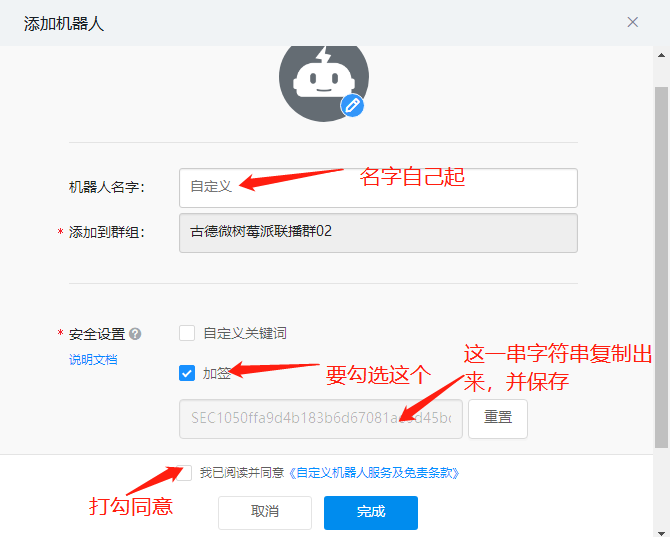 添加机器人
机器人名字:
自定义
名字自己起
* 添加到群组:
古德微树莓派联播群02
* 安全设置
自定义关键词
说明文档
加签
要勾选这个
这一串字符串复制出
来，并保存
重置
我已阅读并同意《自定义机器人服务及免责条款》
打勾同意
取消
完成